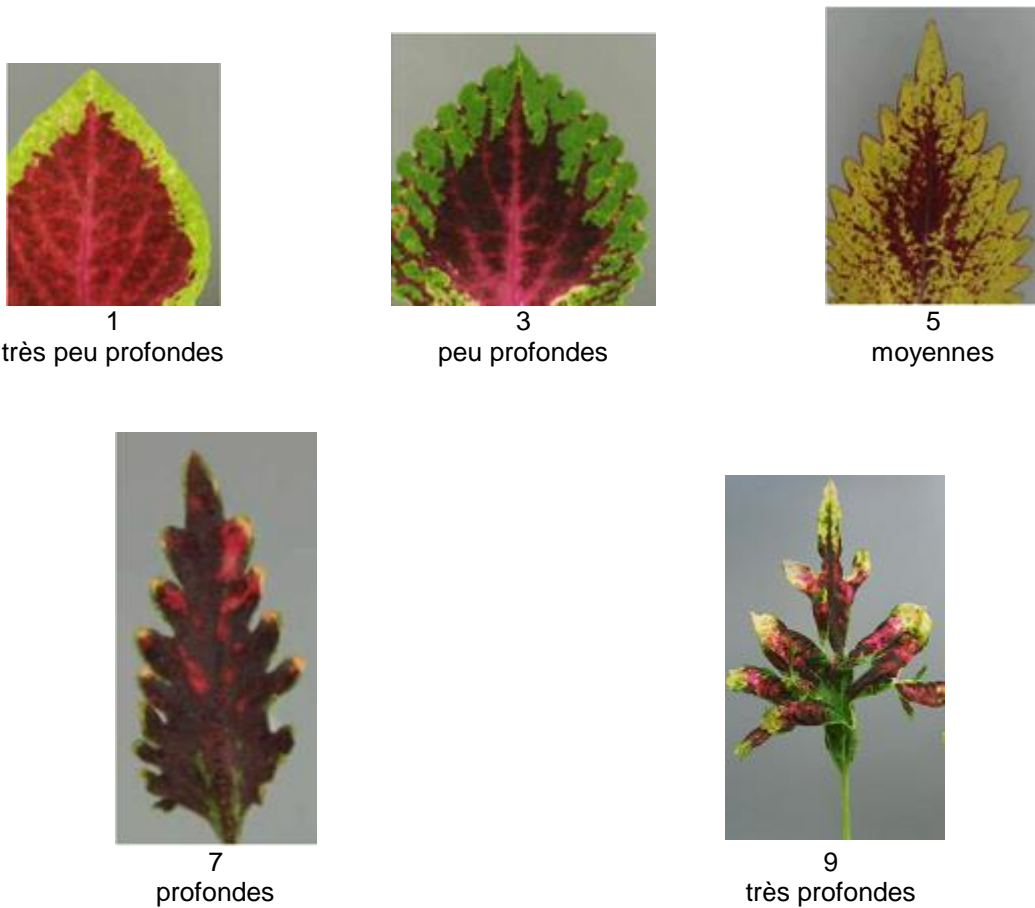 1
très peu profondes
3
peu profondes
5
moyennes
7
profondes
9
très profondes